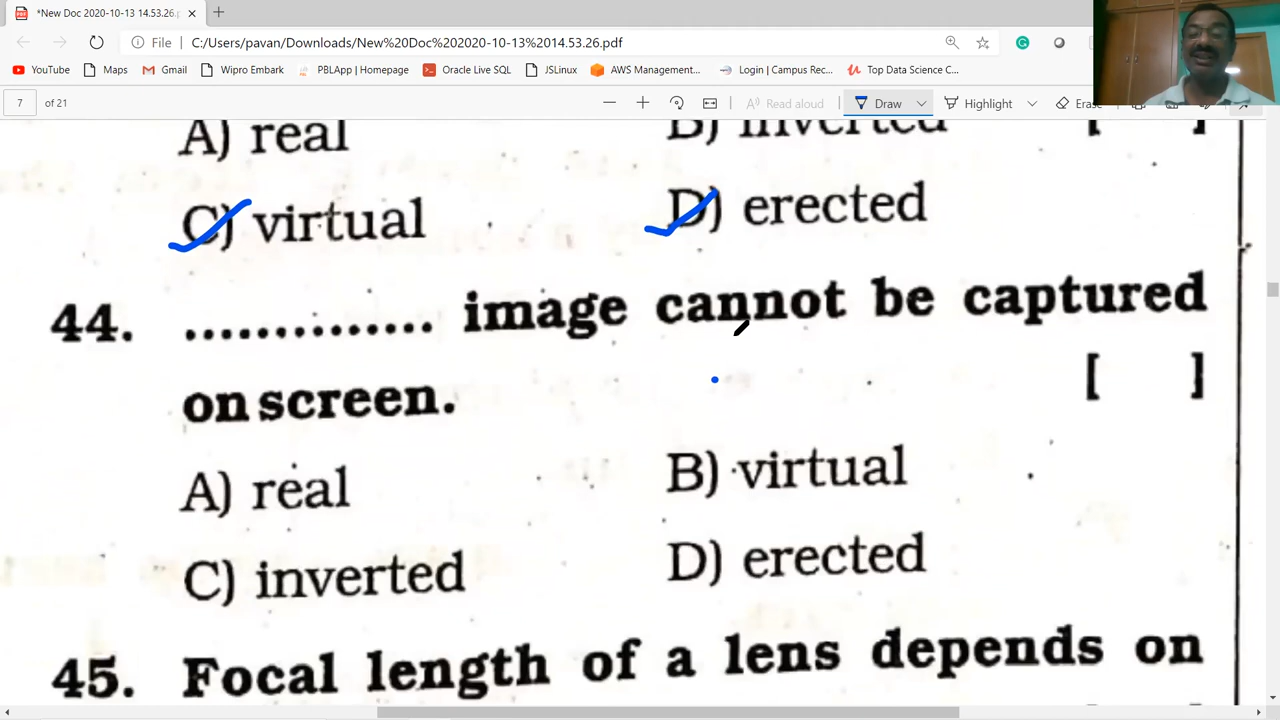 *New Doc 2020-10-13 14.53.26.p
File C:/Users/pavan/Downloads/New%20Doc%202020-10-13%2014.53.26.pdf
YouTube Maps Gmail Wipro Embark PBLApp | Homepage Oracle Live SQL JSLinux AWS Management... Login | Campus Rec... Top Data Science C...
7 of 21 Read aloud Draw Highlight Erase
A) real B) inverted [ ]
C) virtual D) erected
44. .............. image cannot be captured
on screen. [ ]
A) real B) virtual
C) inverted D) erected
45. Focal length of a lens depends on